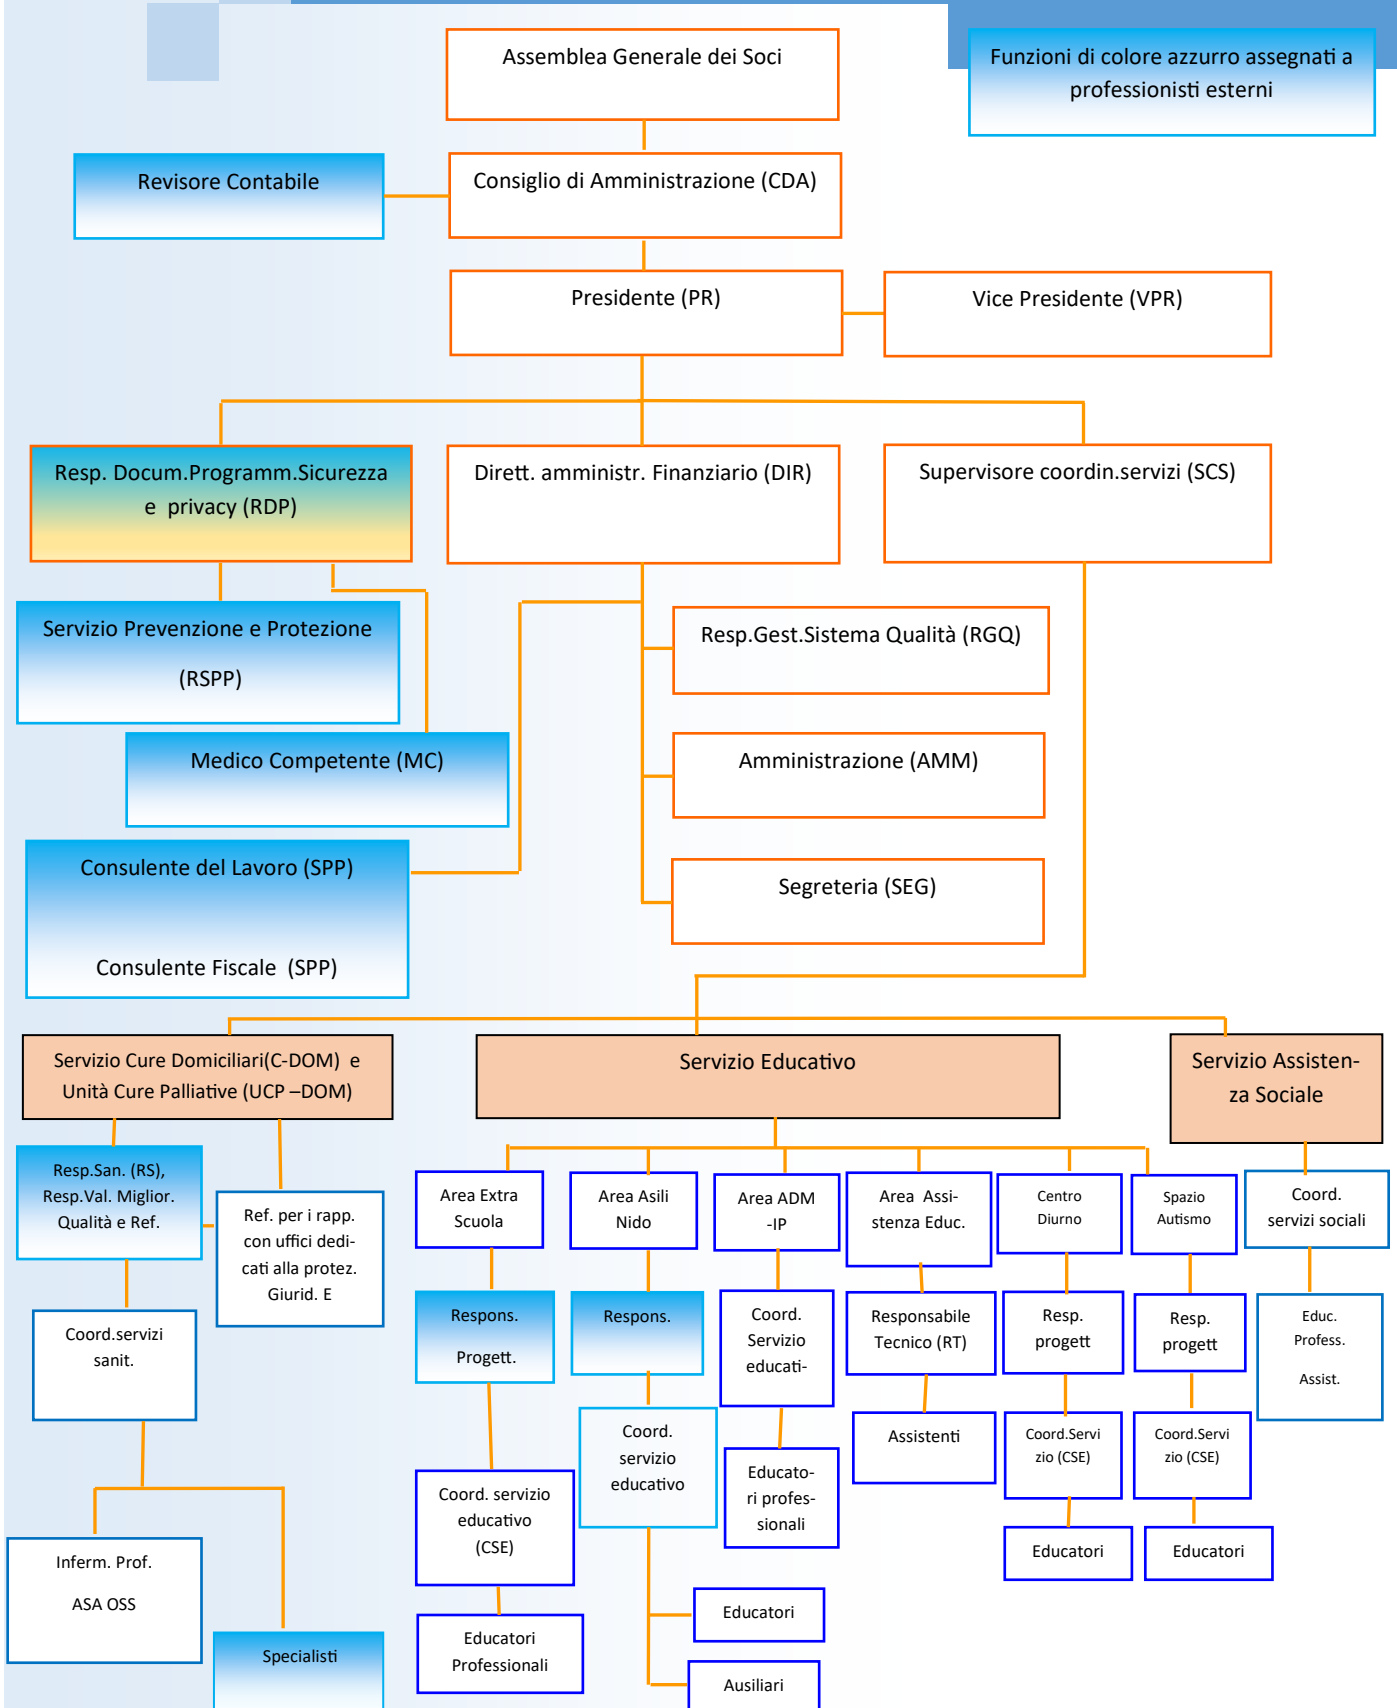 Assemblea Generale dei Soci
Funzioni di colore azzurro assegnati a
professionisti esterni
Revisore Contabile
Consiglio di Amministrazione (CDA)
Presidente (PR)
Vice Presidente (VPR)
Resp. Docum.Programm.Sicurezza
e privacy (RDP)
Dirett. amministr. Finanziario (DIR)
Supervisore coordin.servizi (SCS)
Servizio Prevenzione e Protezione
(RSPP)
Resp.Gest.Sistema Qualità (RGQ)
Medico Competente (MC)
Amministrazione (AMM)
Consulente del Lavoro (SPP)
Consulente Fiscale (SPP)
Segreteria (SEG)
Servizio Cure Domiciliari(C-DOM) e
Unità Cure Palliative (UCP –DOM)
Servizio Educativo
Servizio Assisten-
za Sociale
Resp.San. (RS),
Resp.Val. Miglior.
Qualità e Ref.
Ref. per i rapp.
con uffici dedi-
cati alla protez.
Giurid. E
Coord.servizi
sanit.
Inferm. Prof.
ASA OSS
Specialisti
Area Extra
Scuola
Respons.
Progett.
Coord. servizio
educativo
(CSE)
Educatori
Professionali
Area Asili
Nido
Respons.
Coord.
servizio
educativo
Educatori
Ausiliari
Area ADM
-IP
Coord.
Servizio
educati-
Educato-
ri profes-
sionali
Area Assi-
stenza Educ.
Responsabile
Tecnico (RT)
Assistenti
Centro
Diurno
Resp.
progett
Coord.Servi
zio (CSE)
Educatori
Spazio
Autismo
Resp.
progett
Coord.Servi
zio (CSE)
Educatori
Coord.
servizi sociali
Educ.
Profess.
Assist.